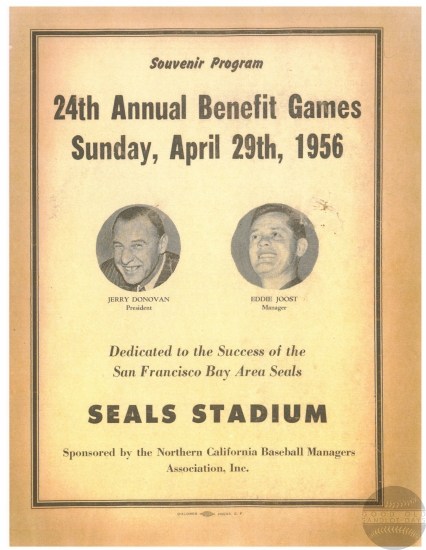 Souvenir Program
24th Annual Benefit Games
Sunday, April 29th, 1956
JERRY DONOVAN
President
EDDIE JOOST
Manager
Dedicated to the Success of the
San Francisco Bay Area Seals
SEALS STADIUM
Sponsored by the Northern California Baseball Managers
Association, Inc.